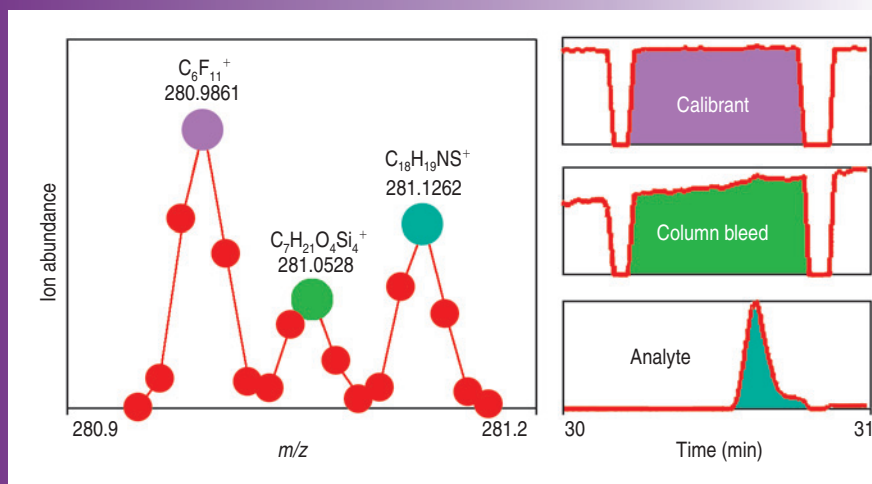 C₆F₁₁⁺
280.9861
C₇H₂₁O₄Si₄⁺
281.0528
C₁₈H₁₉NS⁺
281.1262
Ion abundance
280.9
281.2
m/z
Calibrant
Column bleed
Analyte
30
31
Time (min)